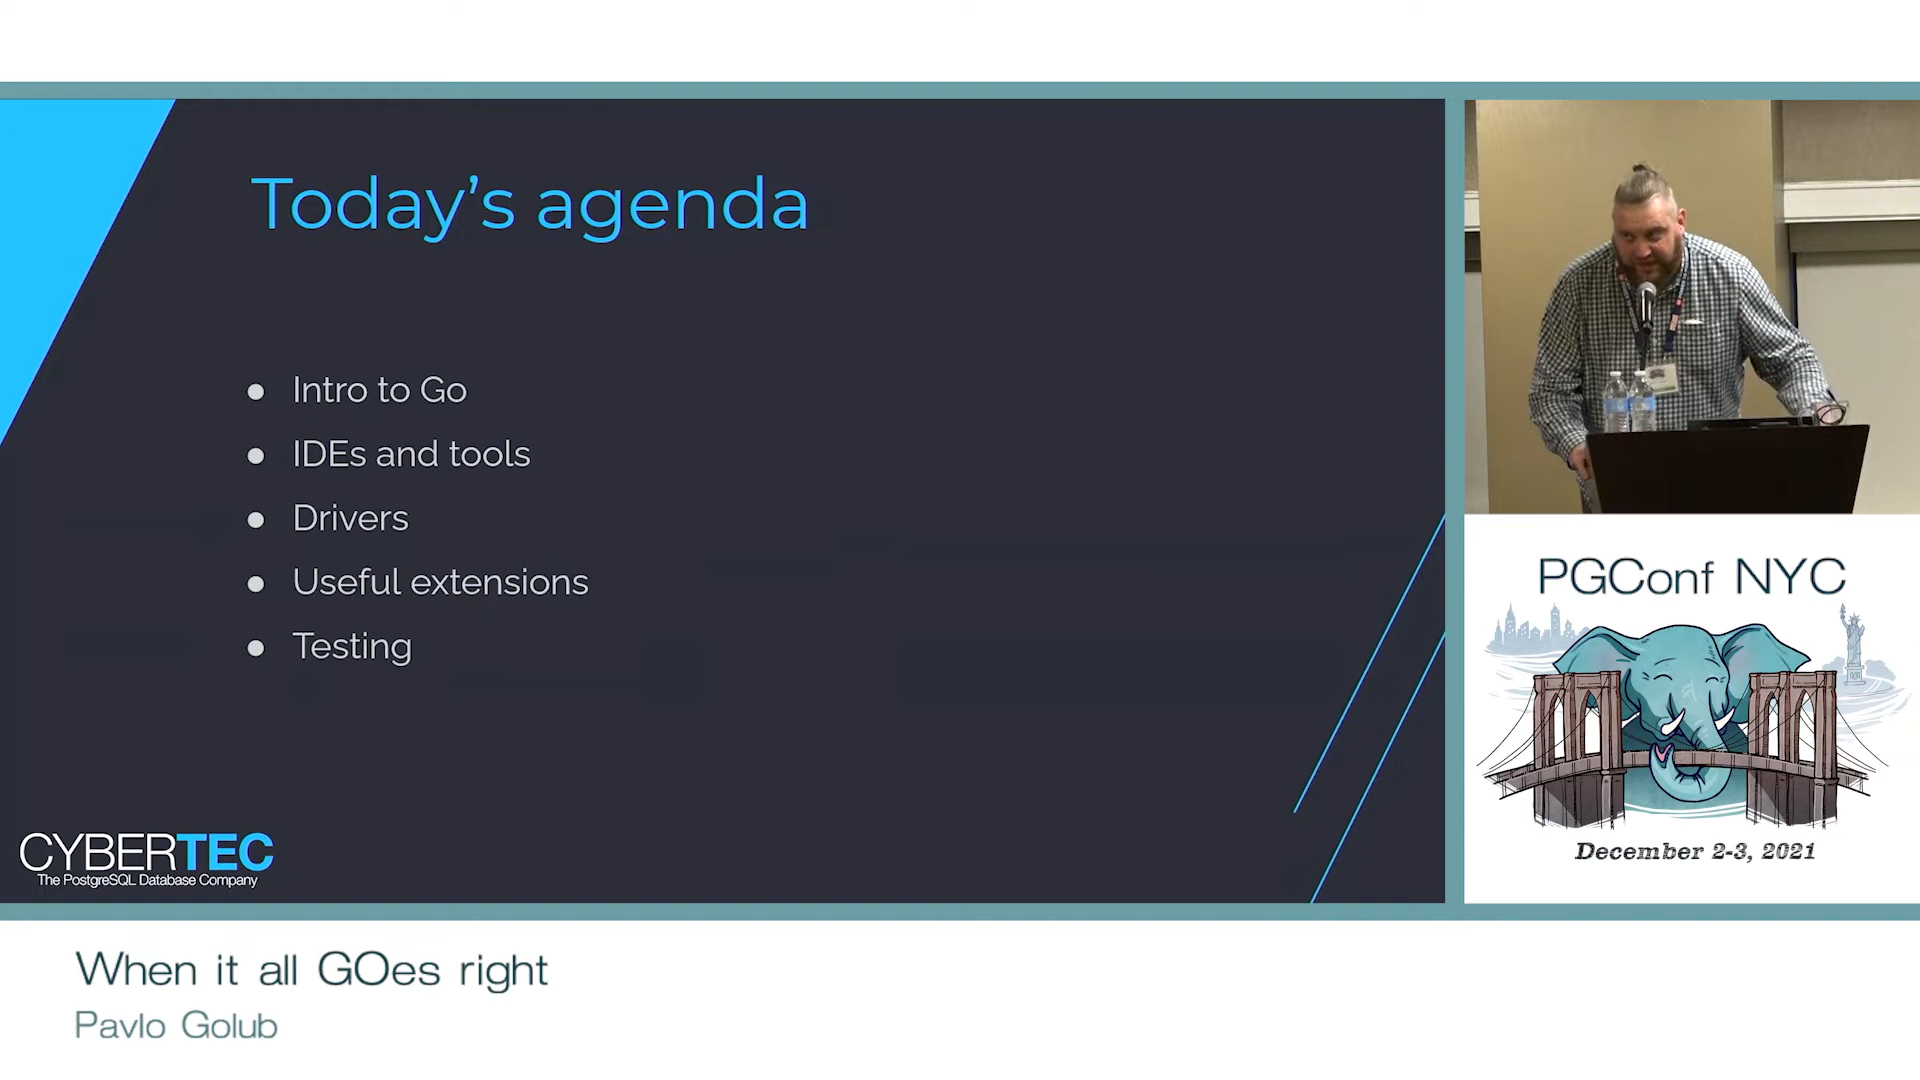 Today's agenda
● Intro to Go
● IDEs and tools
● Drivers
● Useful extensions
● Testing
CYBERTEC
The PostgreSQL Database Company
PGConf NYC
December 2-3, 2021
When it all GOes right
Pavlo Golub